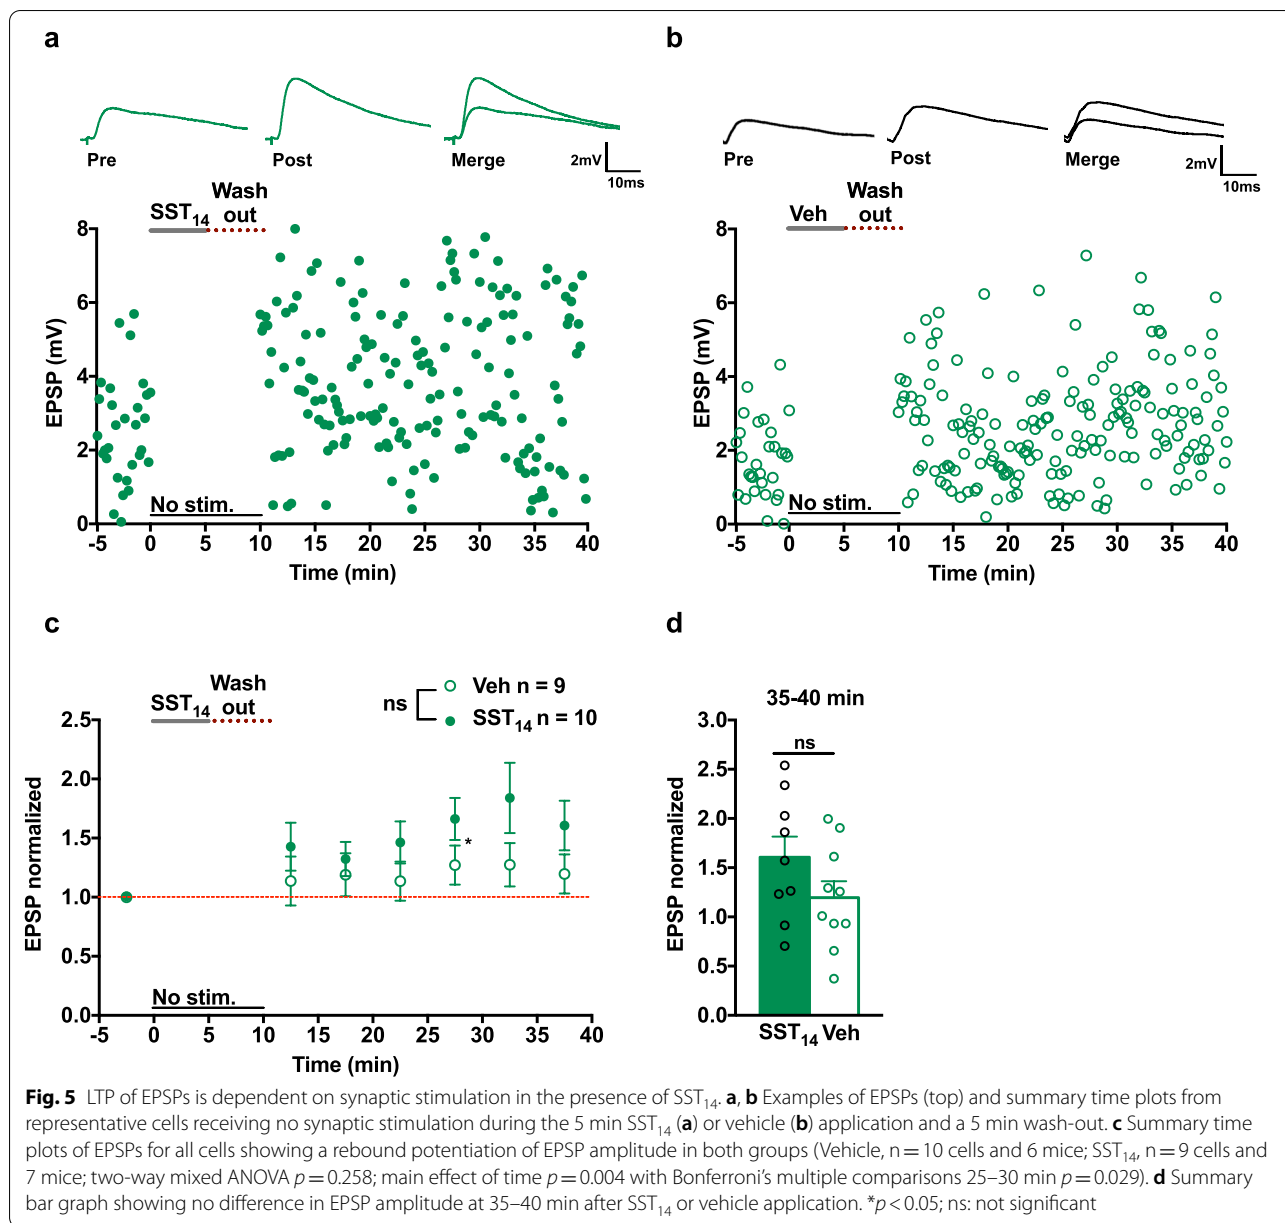 a
Pre
Post
Merge
2mV
10ms
SST14
Wash
out
8
6
4
2
0
EPSP (mV)
No stim.
-5 0 5 10 15 20 25 30 35 40
Time (min)
b
Pre
Post
Merge
2mV
10ms
Veh
Wash
out
8
6
4
2
0
EPSP (mV)
No stim.
-5 0 5 10 15 20 25 30 35 40
Time (min)
c
SST14
Wash
out
ns
Veh n = 9
SST14 n = 10
2.5
2.0
1.5
1.0
0.5
0.0
EPSP normalized
*
No stim.
-5 0 5 10 15 20 25 30 35 40
Time (min)
d
35-40 min
ns
3.0
2.5
2.0
1.5
1.0
0.5
0.0
EPSP normalized
SST14 Veh
Fig. 5 LTP of EPSPs is dependent on synaptic stimulation in the presence of SST14. a, b Examples of EPSPs (top) and summary time plots from
representative cells receiving no synaptic stimulation during the 5 min SST14 (a) or vehicle (b) application and a 5 min wash-out. c Summary time
plots of EPSPs for all cells showing a rebound potentiation of EPSP amplitude in both groups (Vehicle, n = 10 cells and 6 mice; SST14, n = 9 cells and
7 mice; two-way mixed ANOVA p = 0.258; main effect of time p = 0.004 with Bonferroni's multiple comparisons 25–30 min p = 0.029). d Summary
bar graph showing no difference in EPSP amplitude at 35–40 min after SST14 or vehicle application. *p < 0.05; ns: not significant